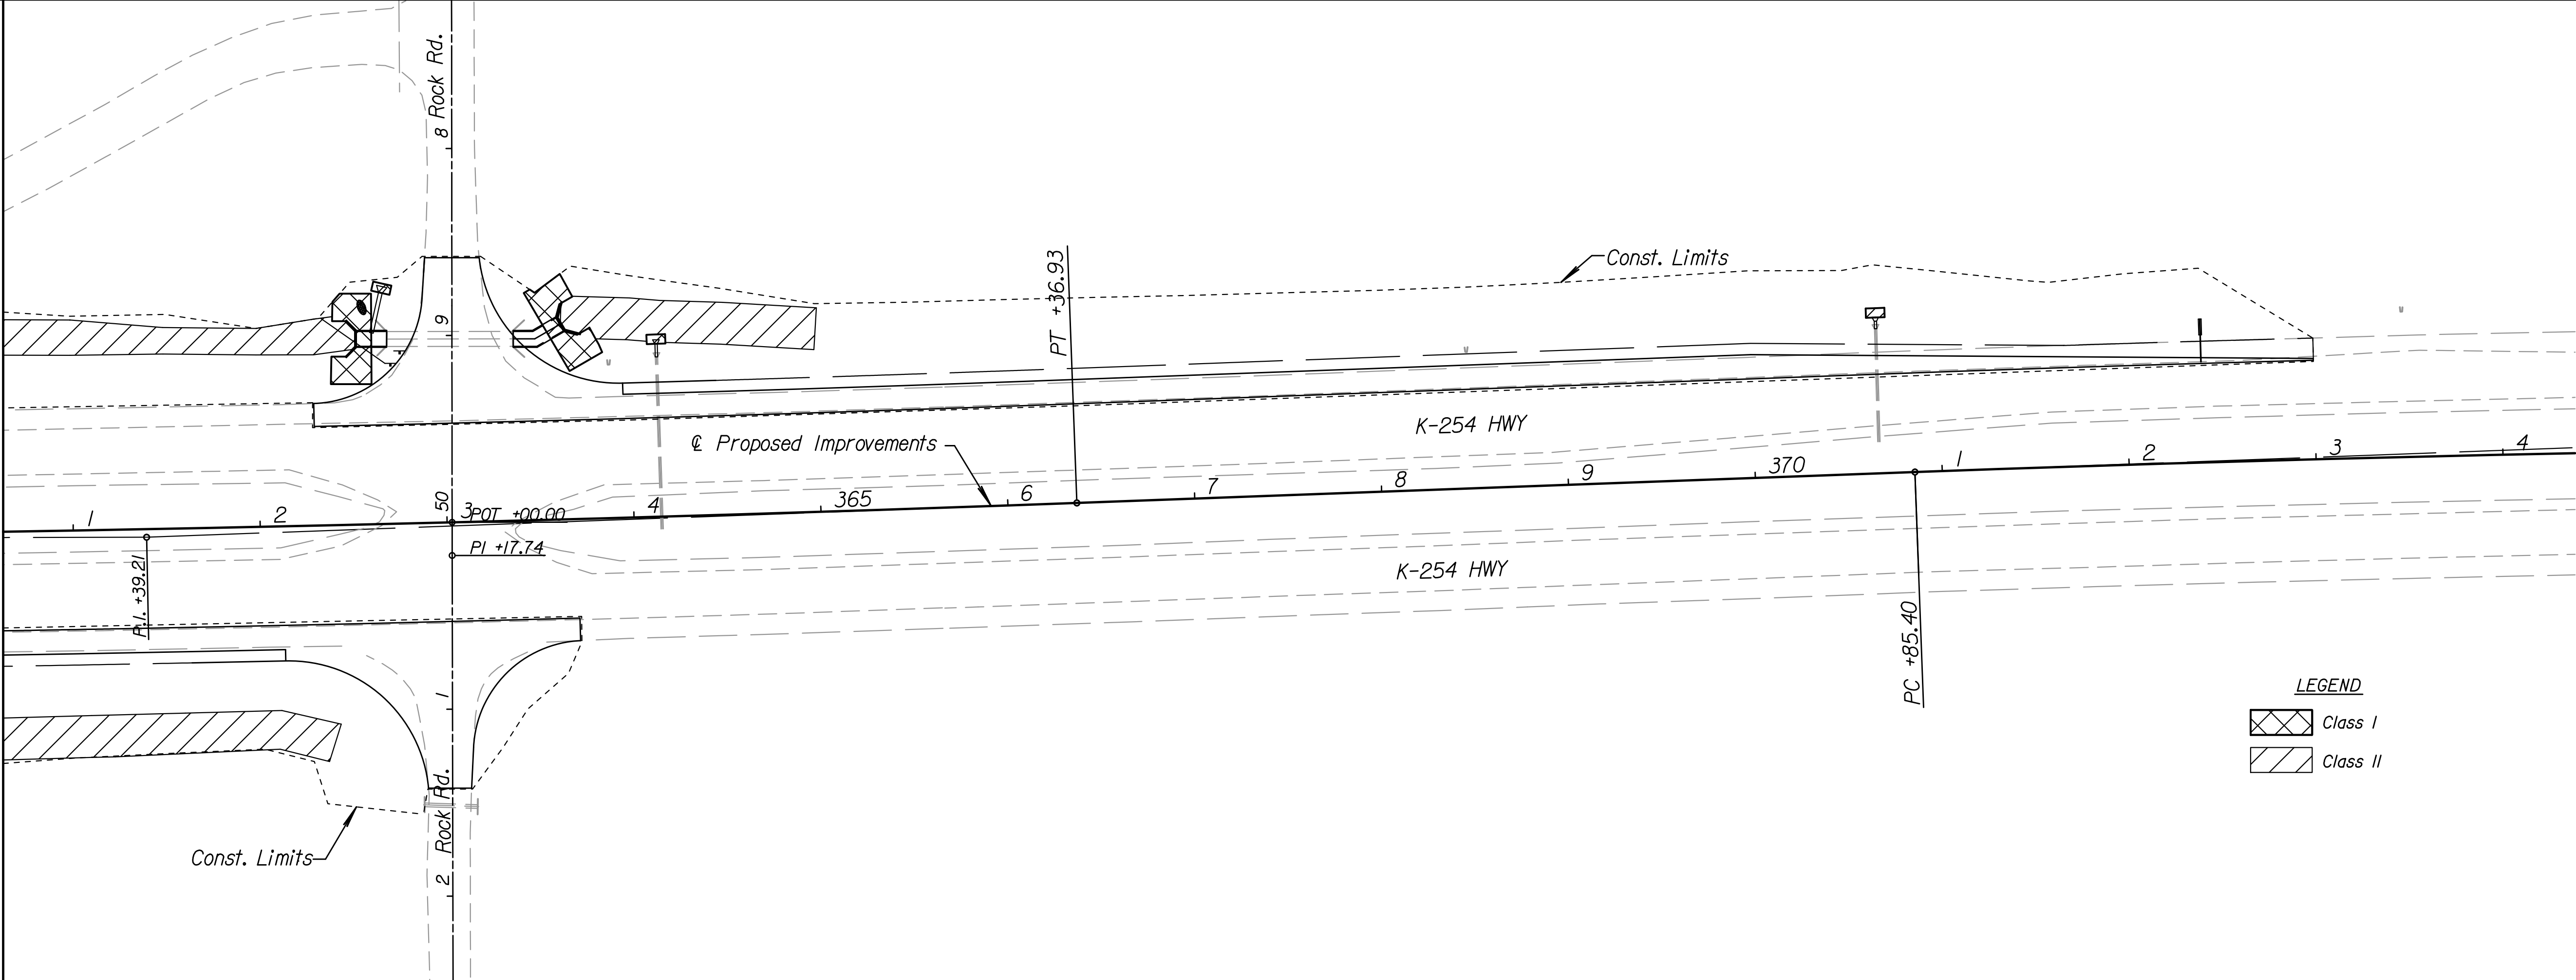 Rock Rd.
8
9
Const. Limits
PT +36.93
K-254 HWY
℄ Proposed Improvements
1
2
50
3
POT +00.00
4
365
6
7
8
9
370
1
2
3
4
PI +17.74
P.I. +39.21
K-254 HWY
PC +85.40
1
LEGEND
Class I
Class II
Rock Rd.
Const. Limits
2